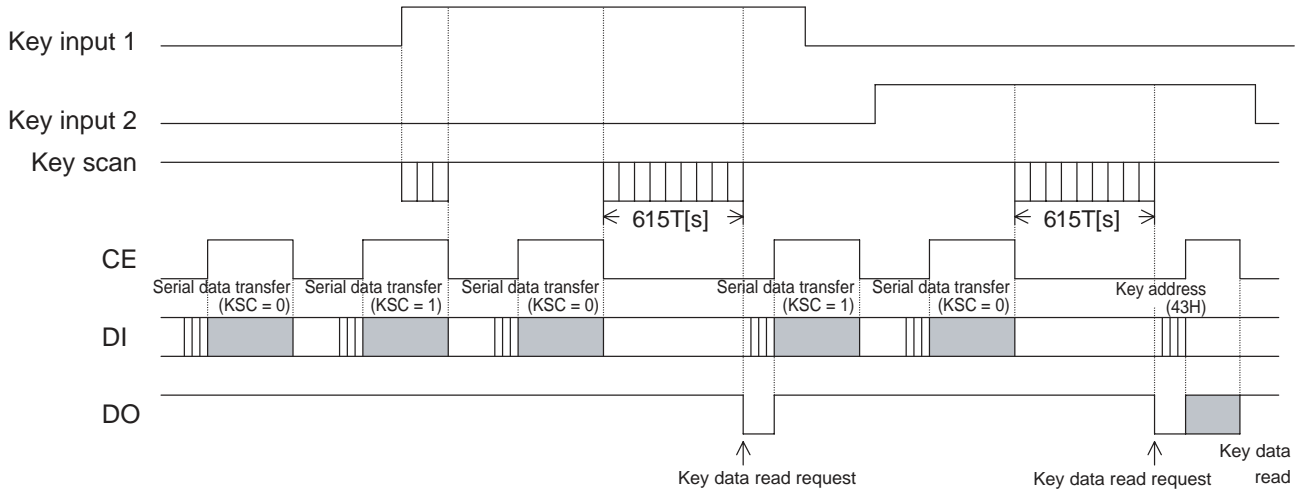 Key input 1
Key input 2
Key scan
615T[s]
615T[s]
CE
Serial data transfer
(KSC = 0)
Serial data transfer
(KSC = 1)
Serial data transfer
(KSC = 0)
Serial data transfer
(KSC = 1)
Serial data transfer
(KSC = 0)
Key address
(43H)
DI
DO
Key data read request
Key data read request
Key data
read